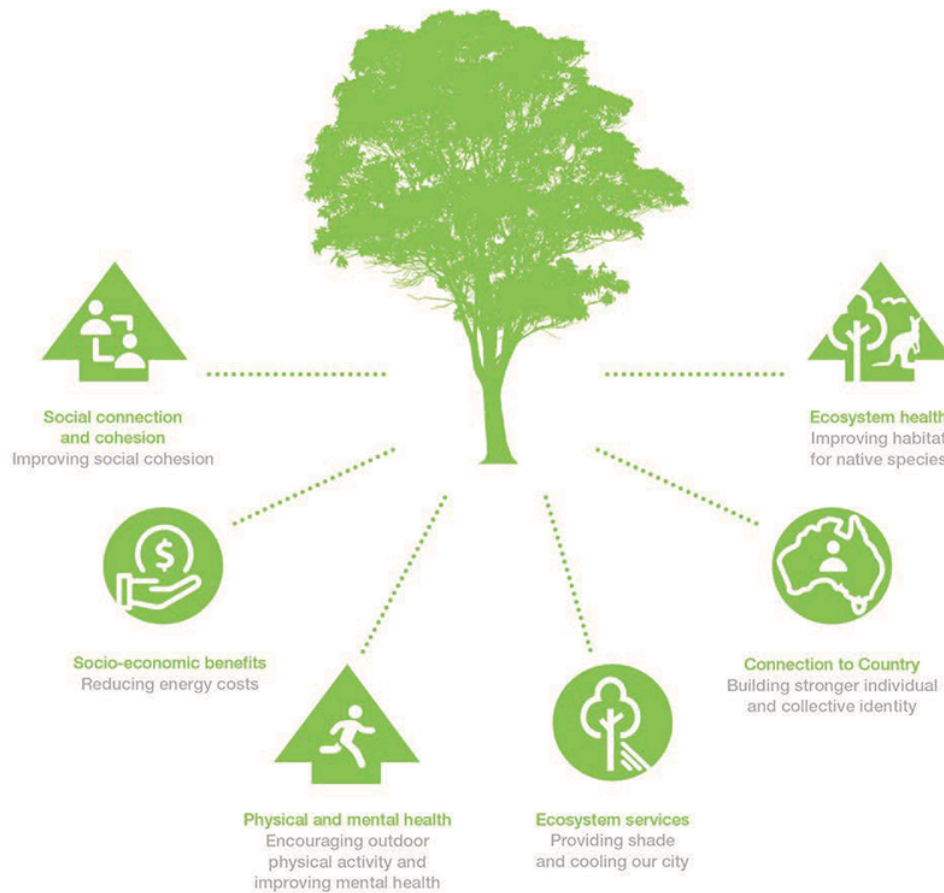 Social connection
and cohesion
Improving social cohesion
Ecosystem health
Improving habitat
for native species
$
Socio-economic benefits
Reducing energy costs
Connection to Country
Building stronger individual
and collective identity
Physical and mental health
Encouraging outdoor
physical activity and
improving mental health
Ecosystem services
Providing shade
and cooling our city